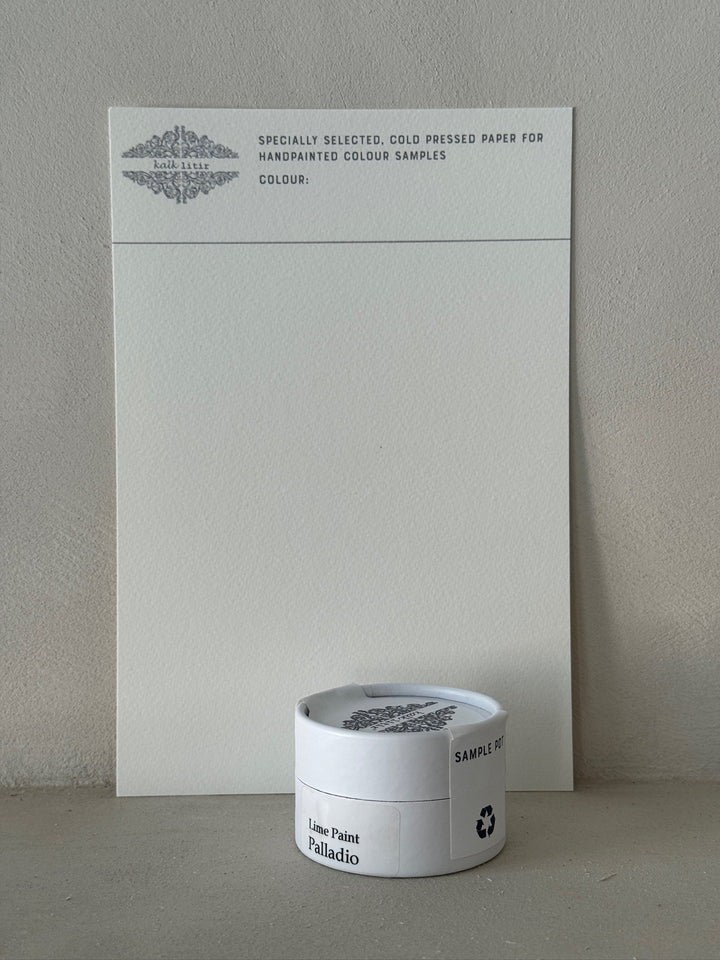 kalk litir
SPECIALLY SELECTED, COLD PRESSED PAPER FOR
HANDPAINTED COLOUR SAMPLES
COLOUR:
SAMPLE POT
Lime Paint
Palladio